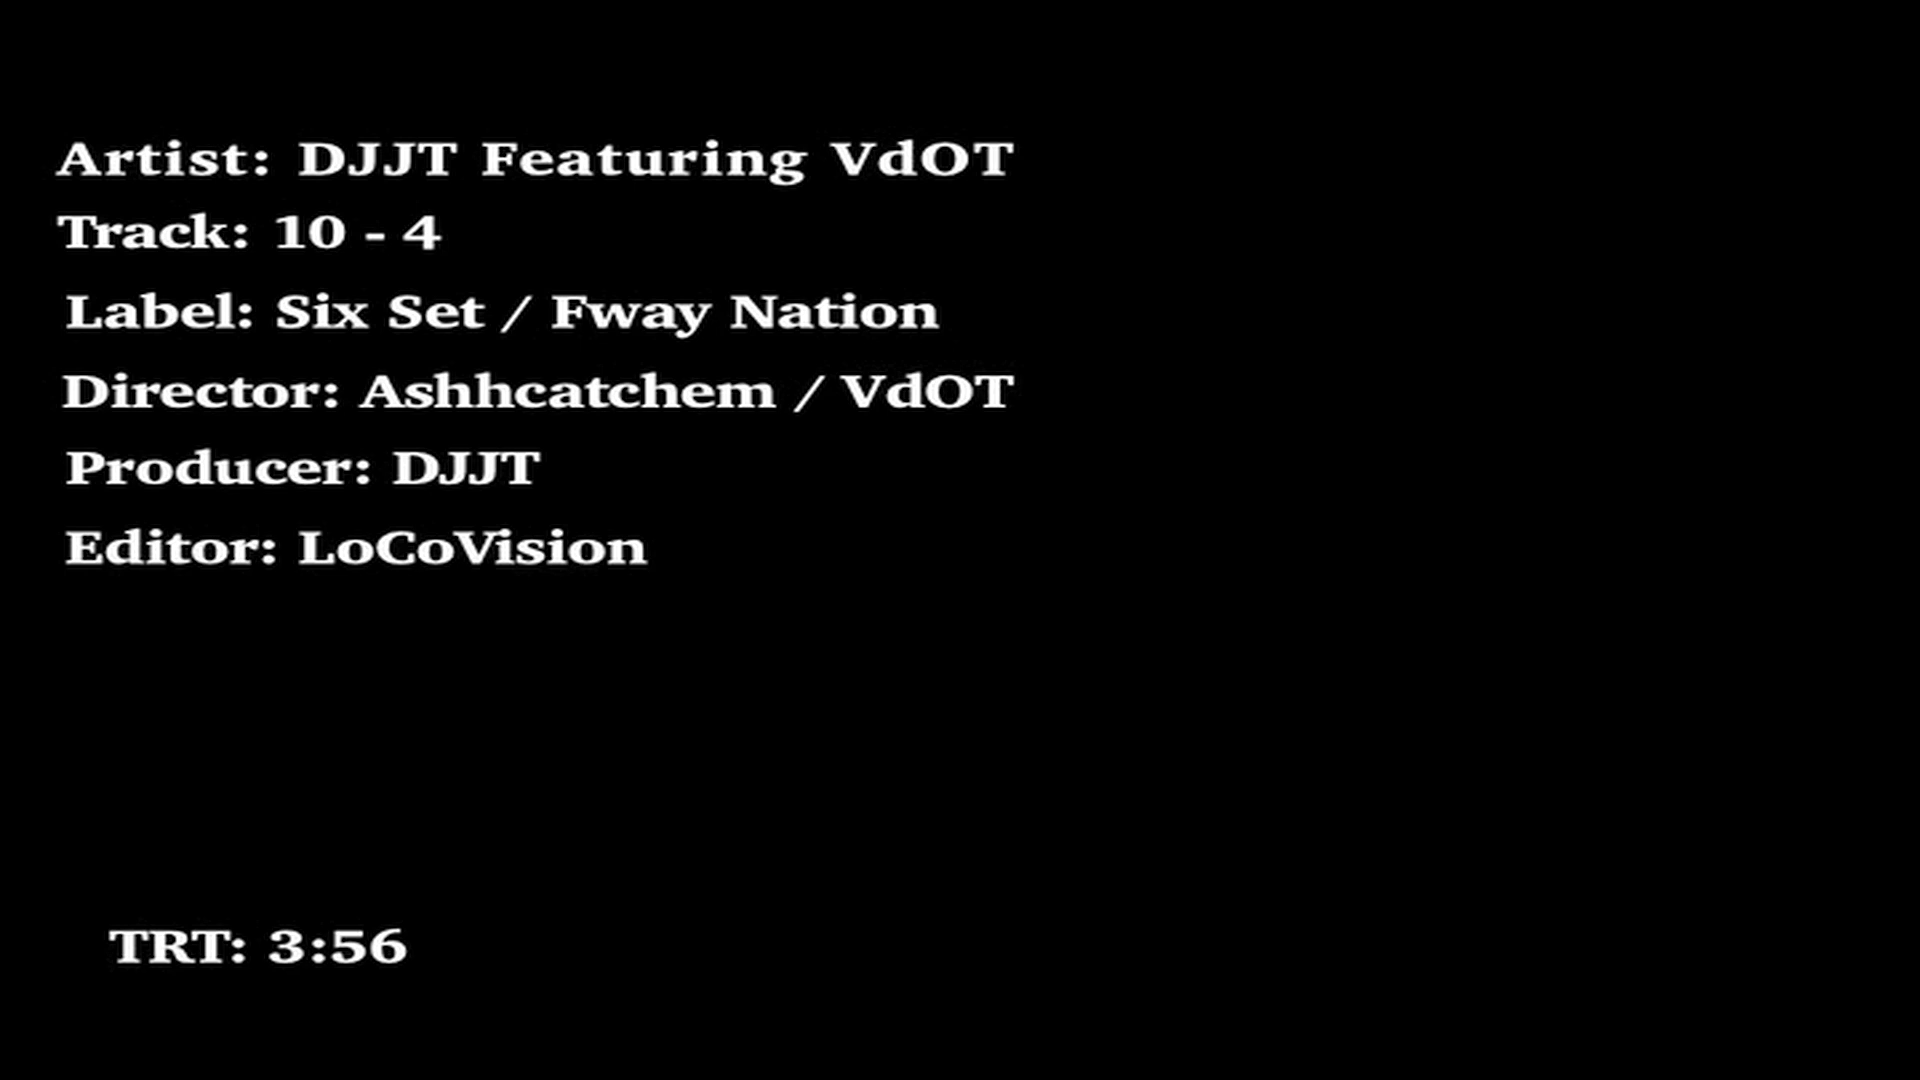 Artist: DJJT Featuring VdOT
Track: 10 - 4
Label: Six Set / Fway Nation
Director: Ashhcatchem / VdOT
Producer: DJJT
Editor: LoCoVision
TRT: 3:56